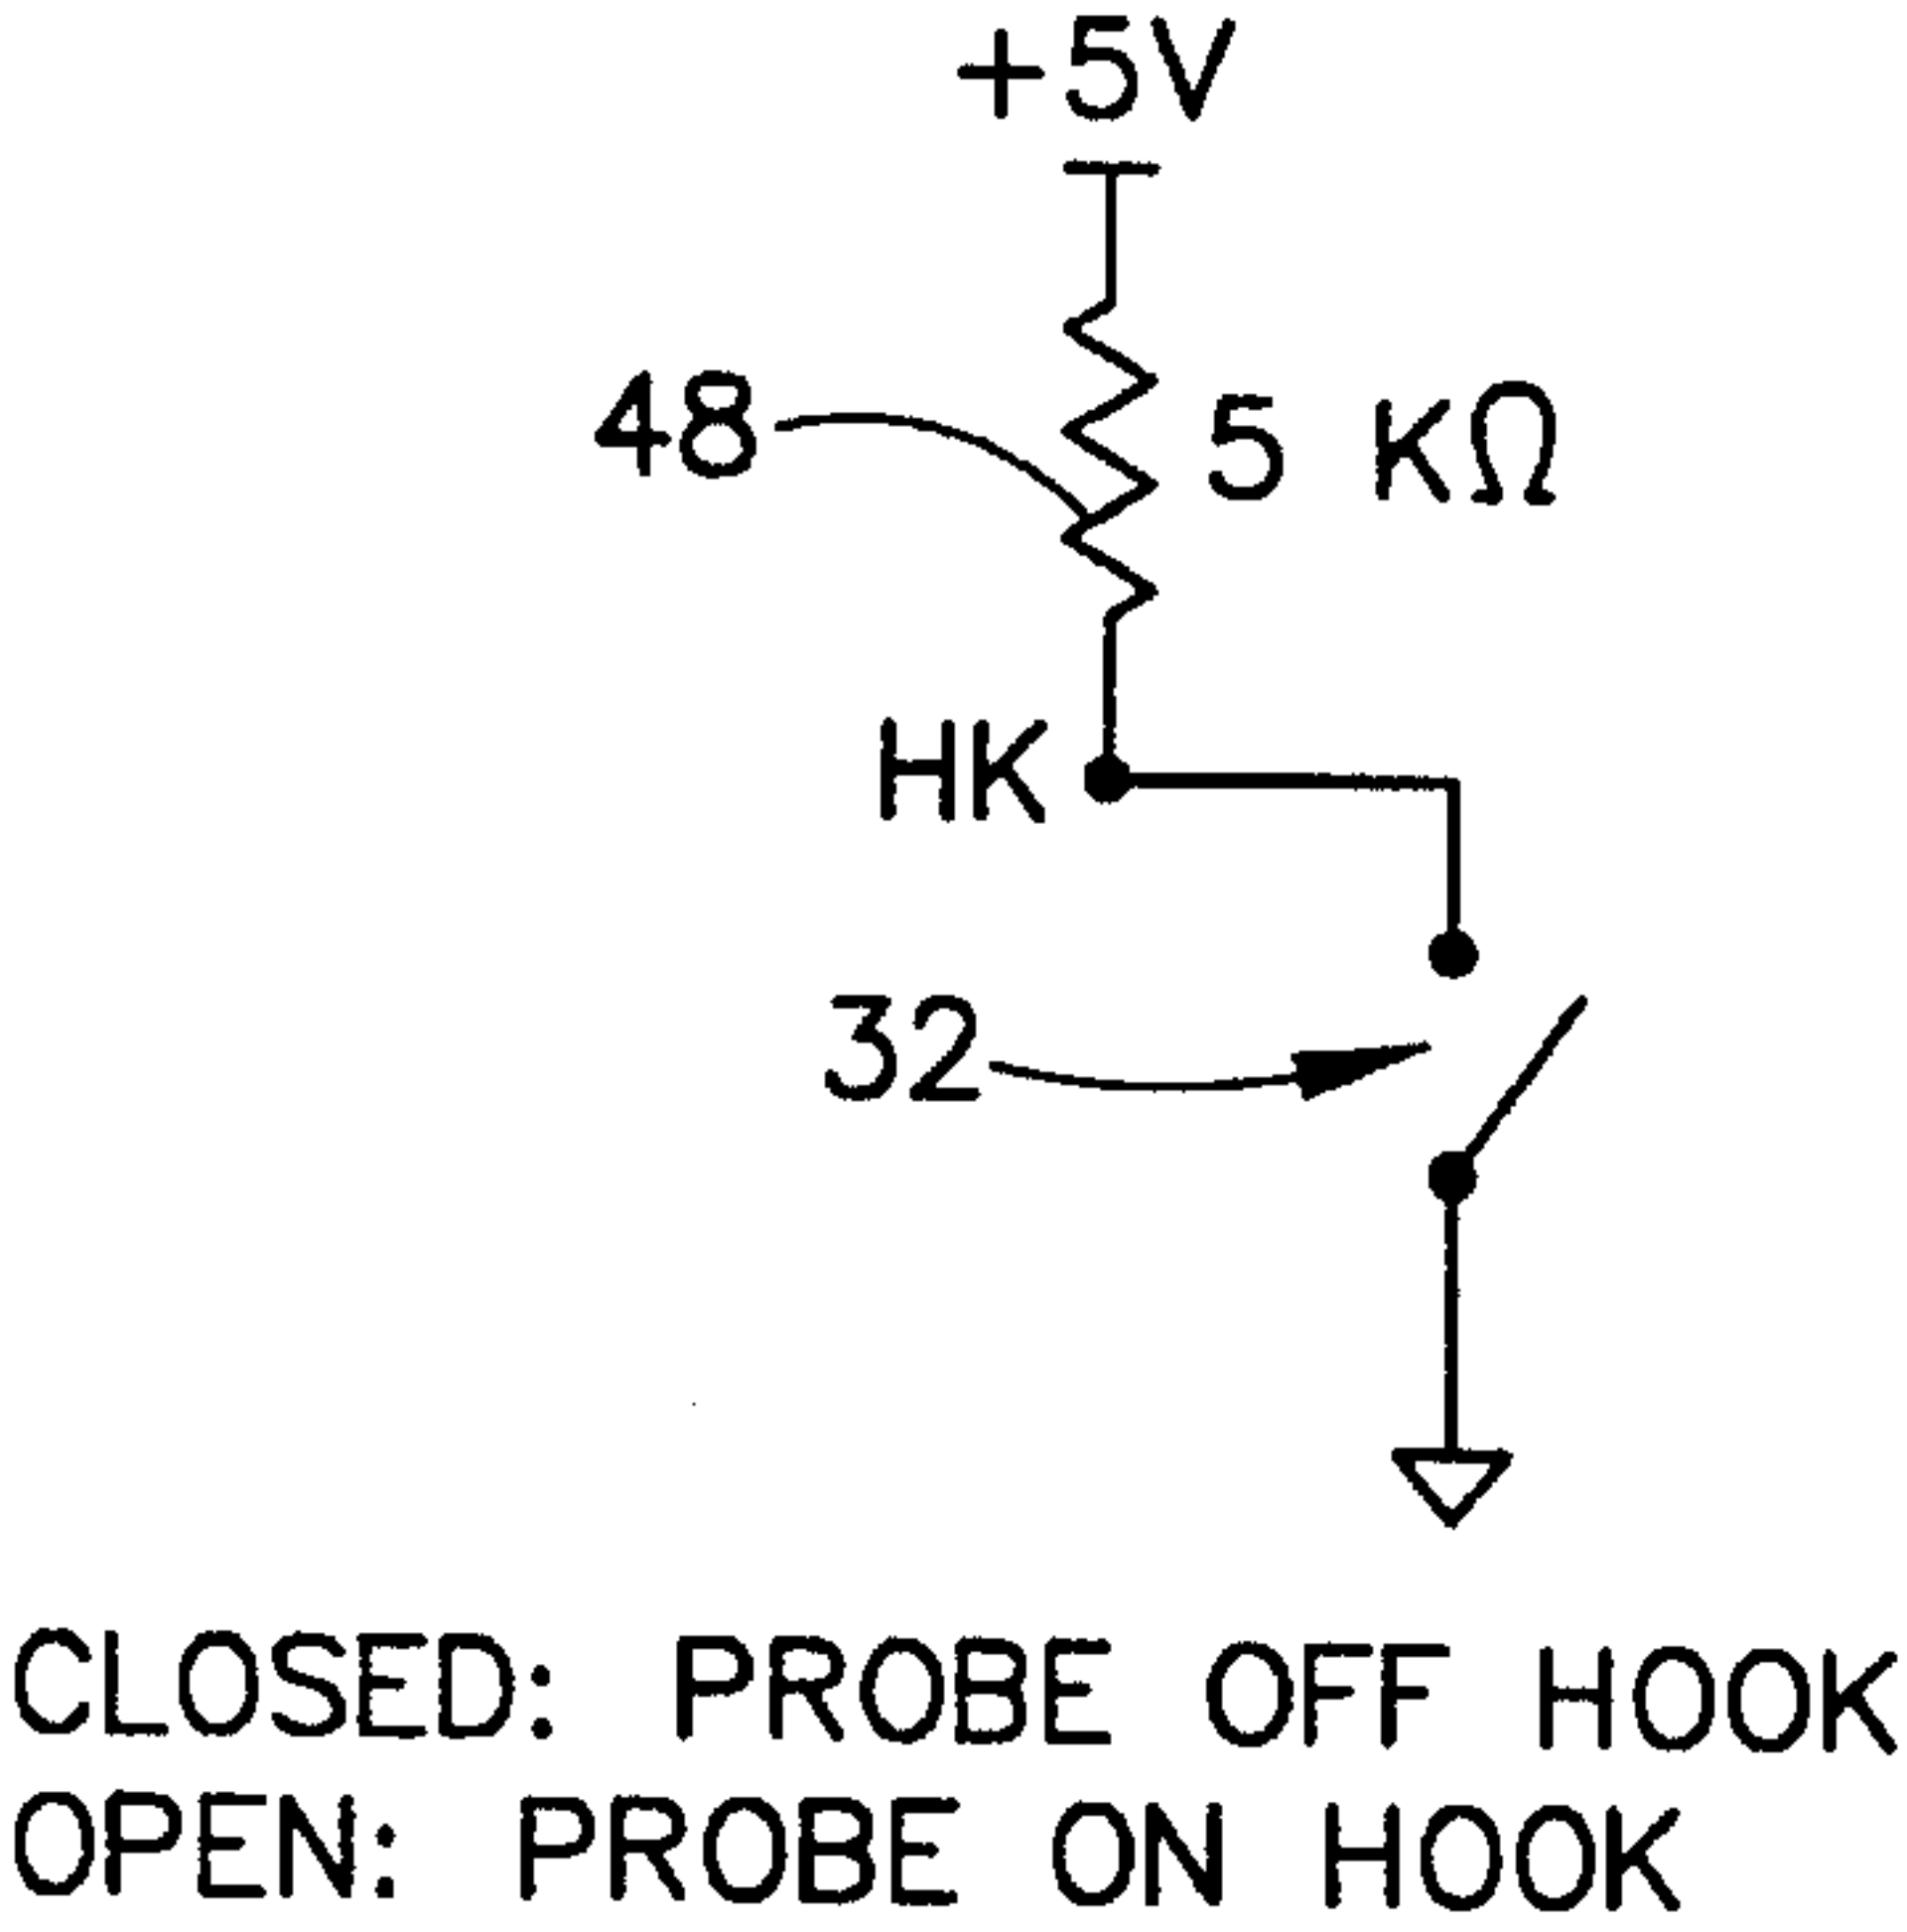 +5V
48
5 KΩ
HK
32
CLOSED: PROBE OFF HOOK
OPEN: PROBE ON HOOK